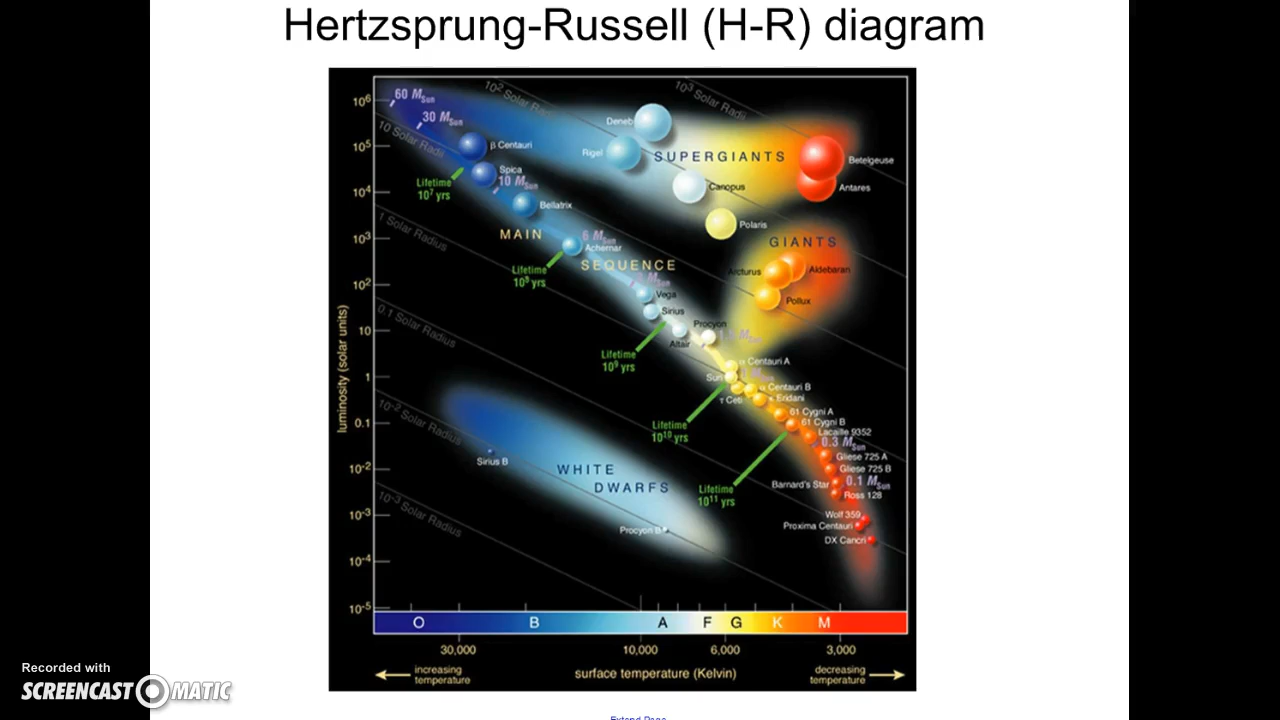 Hertzsprung-Russell (H-R) diagram
10⁶
10⁵
10⁴
10³
10²
10
1
0.1
10⁻²
10⁻³
10⁻⁴
10⁻⁵
luminosity (solar units)
60 MSun
30 MSun
10² Solar
10³ Solar Radii
10 Solar Radii
1 Solar Radius
0.1 Solar Radius
10⁻² Solar Radius
10⁻³ Solar Radius
Deneb
Rigel
SUPERGIANTS
Betelgeuse
Antares
Canopus
Polaris
β Centauri
Spica
10 MSun
Lifetime
10⁷ yrs
Bellatrix
MAIN
SEQUENCE
6 MSun
Achernar
Lifetime
10⁸ yrs
GIANTS
Arcturus
Aldebaran
Pollux
Vega
Sirius
Procyon
Altair
Lifetime
10⁹ yrs
α Centauri A
Sun
α Centauri B
τ Ceti
ε Eridani
61 Cygni A
61 Cygni B
Lacaille 9352
0.3 MSun
Lifetime
10¹⁰ yrs
Gliese 725 A
Gliese 725 B
Barnard's Star
0.1 MSun
Ross 128
Lifetime
10¹¹ yrs
Wolf 359
Proxima Centauri
DX Cancri
Sirius B
WHITE
DWARFS
Procyon B
O B A F G K M
30,000 10,000 6,000 3,000
increasing
temperature
surface temperature (Kelvin)
decreasing
temperature
Recorded with
SCREENCAST MATIC